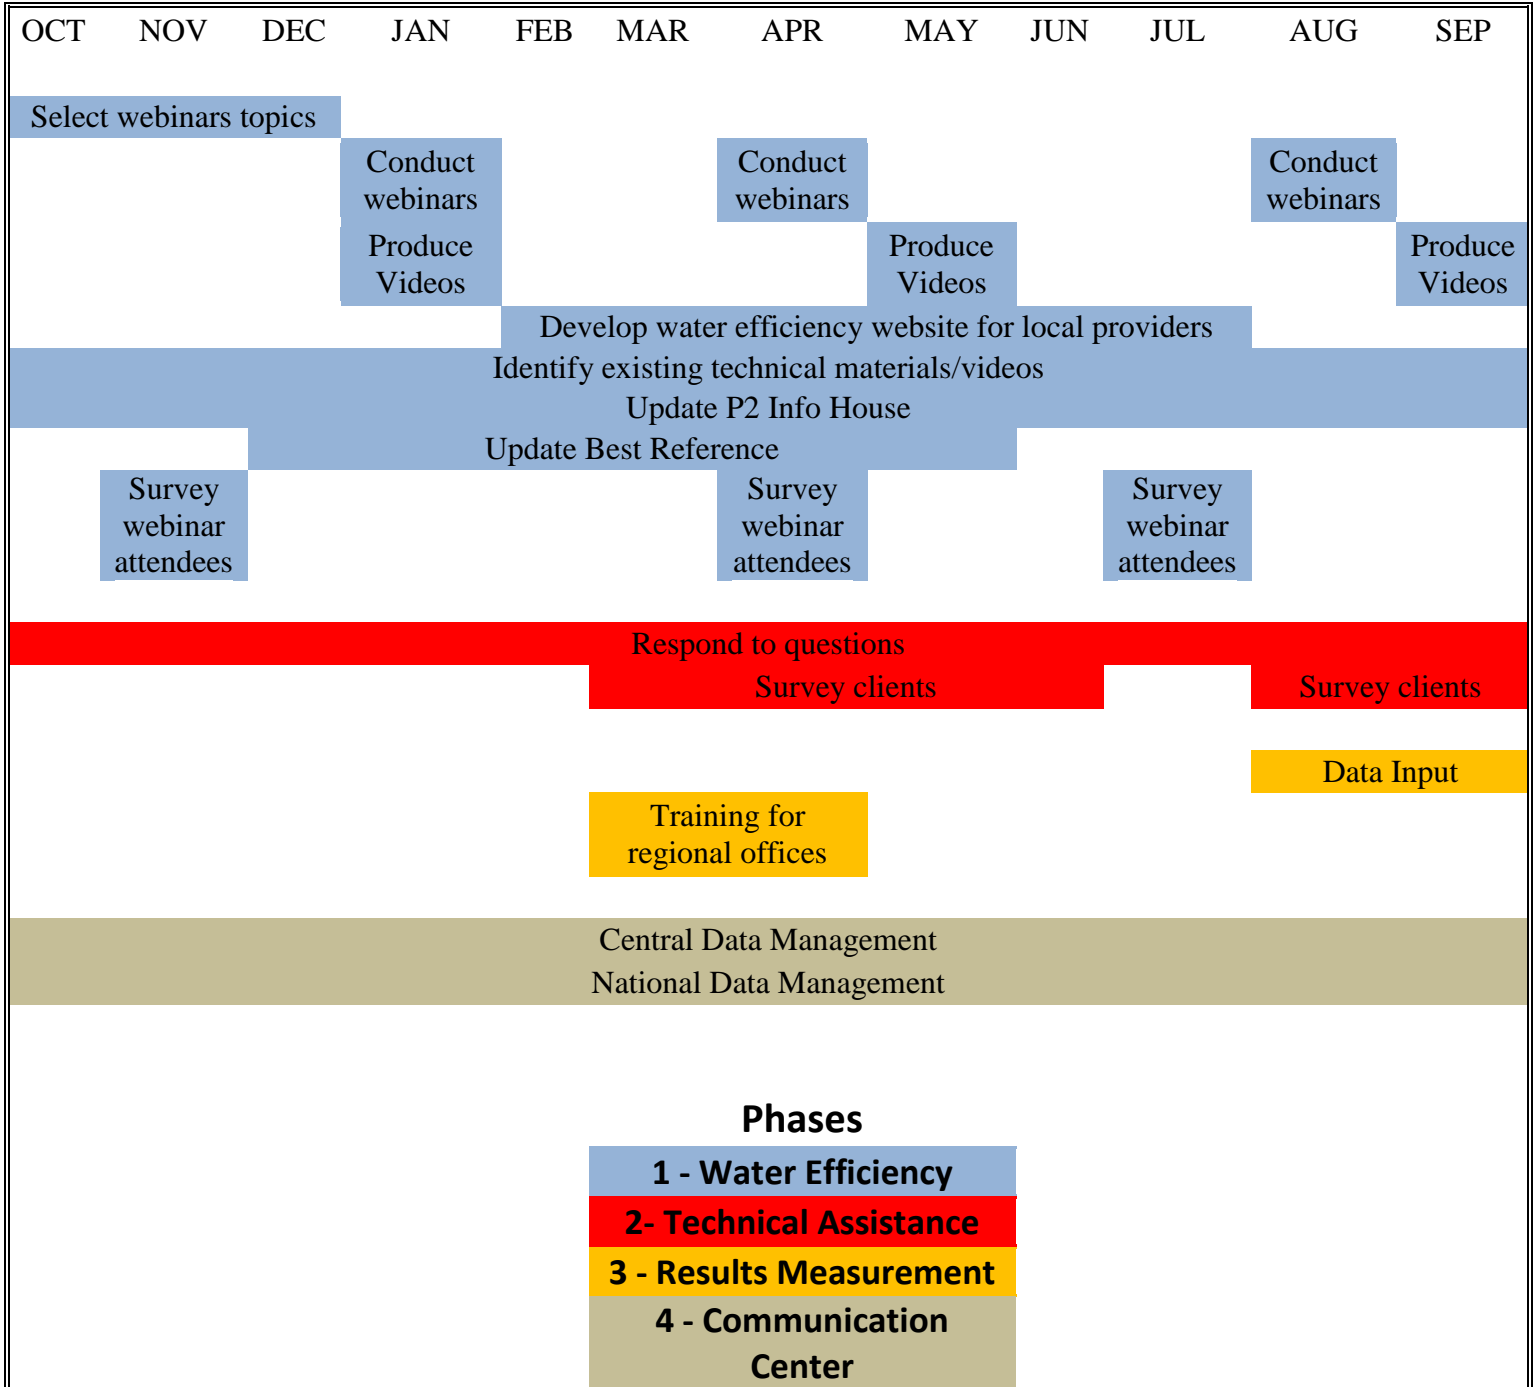 OCT NOV DEC JAN FEB MAR APR MAY JUN JUL AUG SEP
Select webinars topics
Conduct Conduct Conduct
webinars webinars webinars
Produce Produce Produce
Videos Videos Videos
Develop water efficiency website for local providers
Identify existing technical materials/videos
Update P2 Info House
Update Best Reference
Survey Survey Survey
webinar webinar webinar
attendees attendees attendees
Respond to questions
Survey clients Survey clients
Data Input
Training for
regional offices
Central Data Management
National Data Management
Phases
1 - Water Efficiency
2- Technical Assistance
3 - Results Measurement
4 - Communication
Center